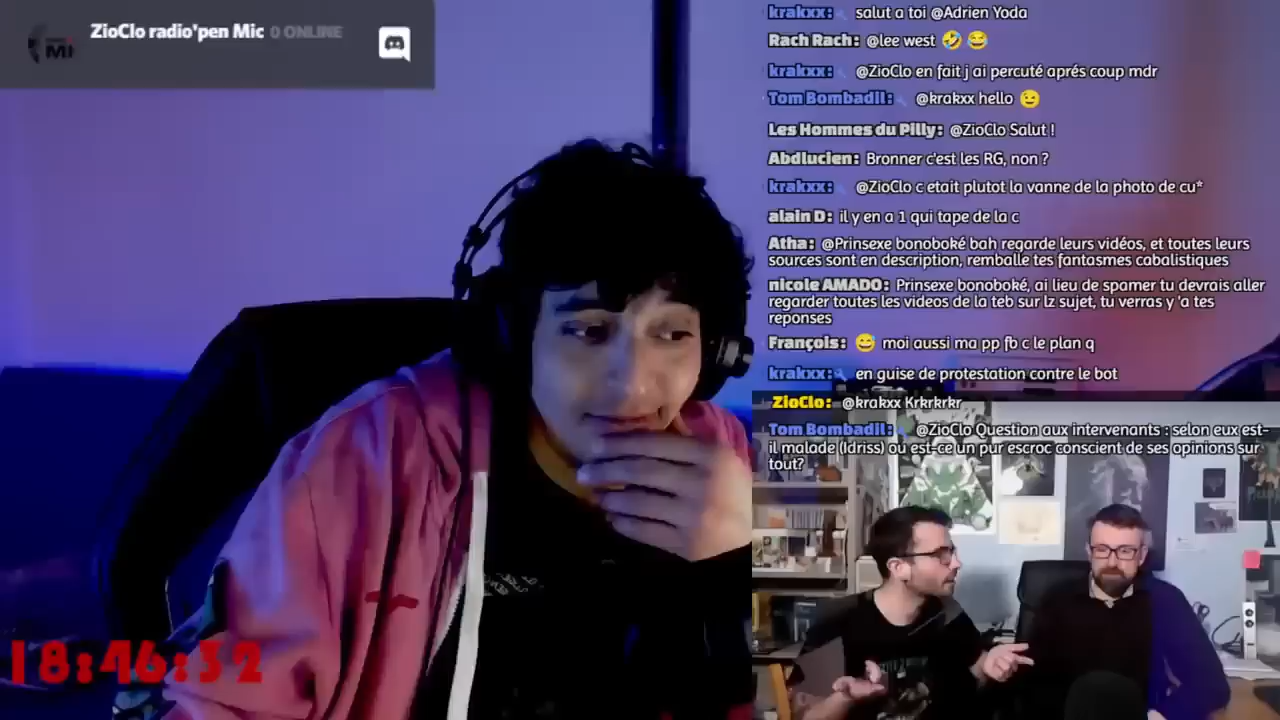 ZioClo radio'pen Mic 0 ONLINE
MI
krakxx: salut a toi @Adrien Yoda
Rach Rach: @lee west 🤣 😂
krakxx: @ZioClo en fait j ai percuté aprés coup mdr
Tom Bombadil: @krakxx hello 😉
Les Hommes du Pilly: @ZioClo Salut !
Abdlucien: Bronner c'est les RG, non ?
krakxx: @ZioClo c etait plutot la vanne de la photo de cu*
alain D: il y en a 1 qui tape de la c
Atha: @Prinsexe bonoboké bah regarde leurs vidéos, et toutes leurs
sources sont en description, remballe tes fantasmes cabalistiques
nicole AMADO: Prinsexe bonoboké, ai lieu de spamer tu devrais aller
regarder toutes les videos de la teb sur lz sujet, tu verras y 'a tes
reponses
François: 😅 moi aussi ma pp fb c le plan q
krakxx: en guise de protestation contre le bot
ZioClo: @krakxx Krkrkrkr
Tom Bombadil: @ZioClo Question aux intervenants : selon eux est-
il malade (Idriss) ou est-ce un pur escroc conscient de ses opinions sur
tout?
18:46:32